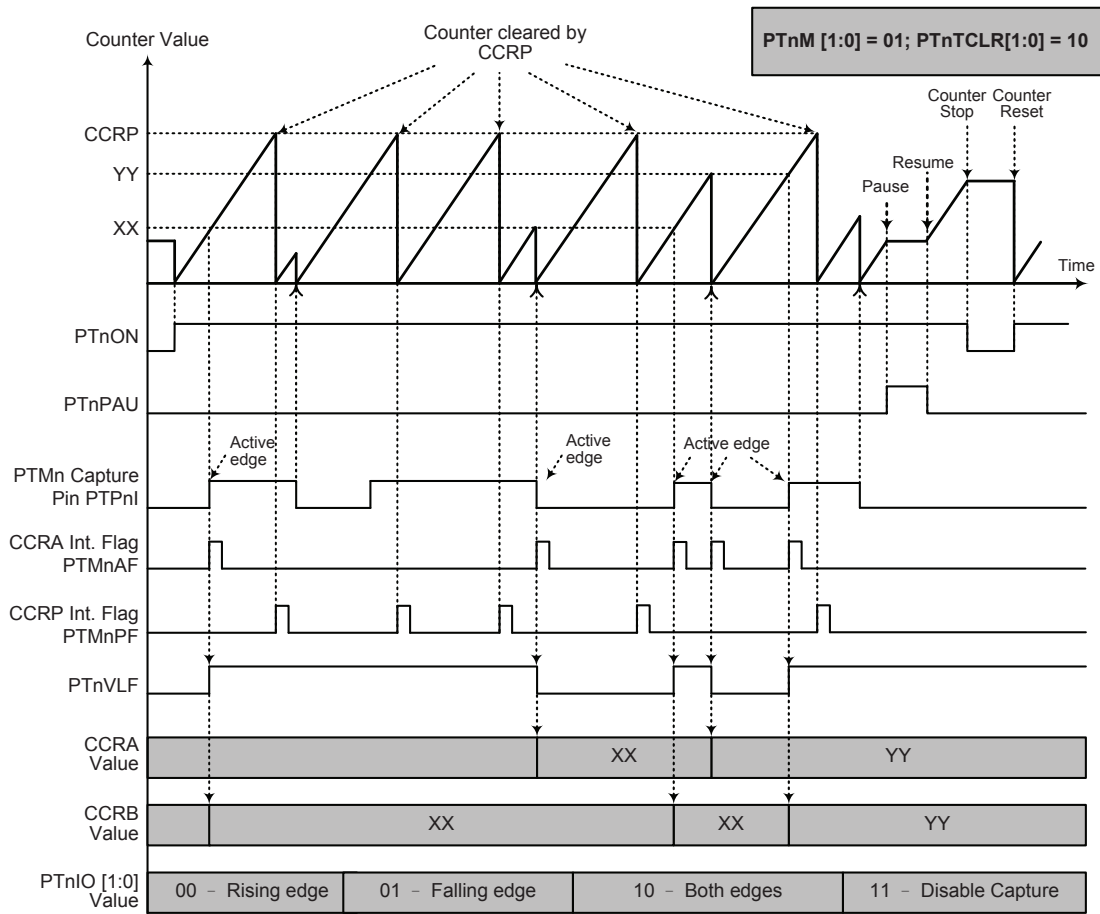 PTnM [1:0] = 01; PTnTCLR[1:0] = 10
Counter Value
Counter cleared by
CCRP
Counter
Stop
Counter
Reset
CCRP
YY
XX
Resume
Pause
Time
PTnON
PTnPAU
Active
edge
Active
edge
Active edge
PTMn Capture
Pin PTPnI
CCRA Int. Flag
PTMnAF
CCRP Int. Flag
PTMnPF
PTnVLF
CCRA
Value
XX
YY
CCRB
Value
XX
XX
YY
PTnIO [1:0]
Value
00 – Rising edge
01 – Falling edge
10 – Both edges
11 – Disable Capture